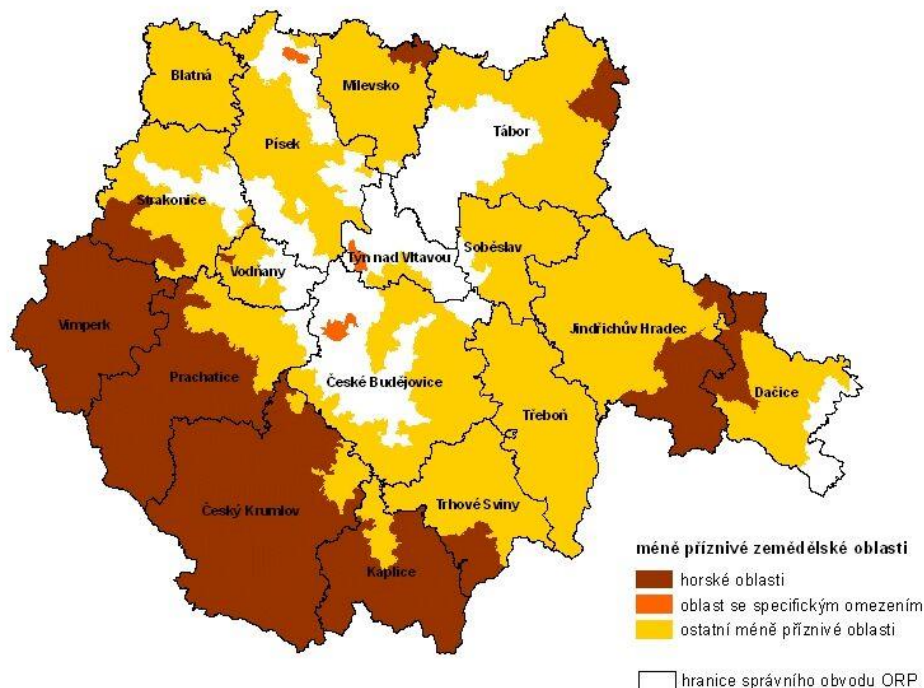 Blatná
Milevsko
Tábor
Písek
Strakonice
Týn nad Vltavou
Soběslav
Vodňany
Vimperk
Jindřichův Hradec
Prachatice
České Budějovice
Dačice
Třeboň
Český Krumlov
Trhové Sviny
Kaplice
méně příznivé zemědělské oblasti
horské oblasti
oblast se specifickým omezením
ostatní méně příznivé oblasti
hranice správního obvodu ORP